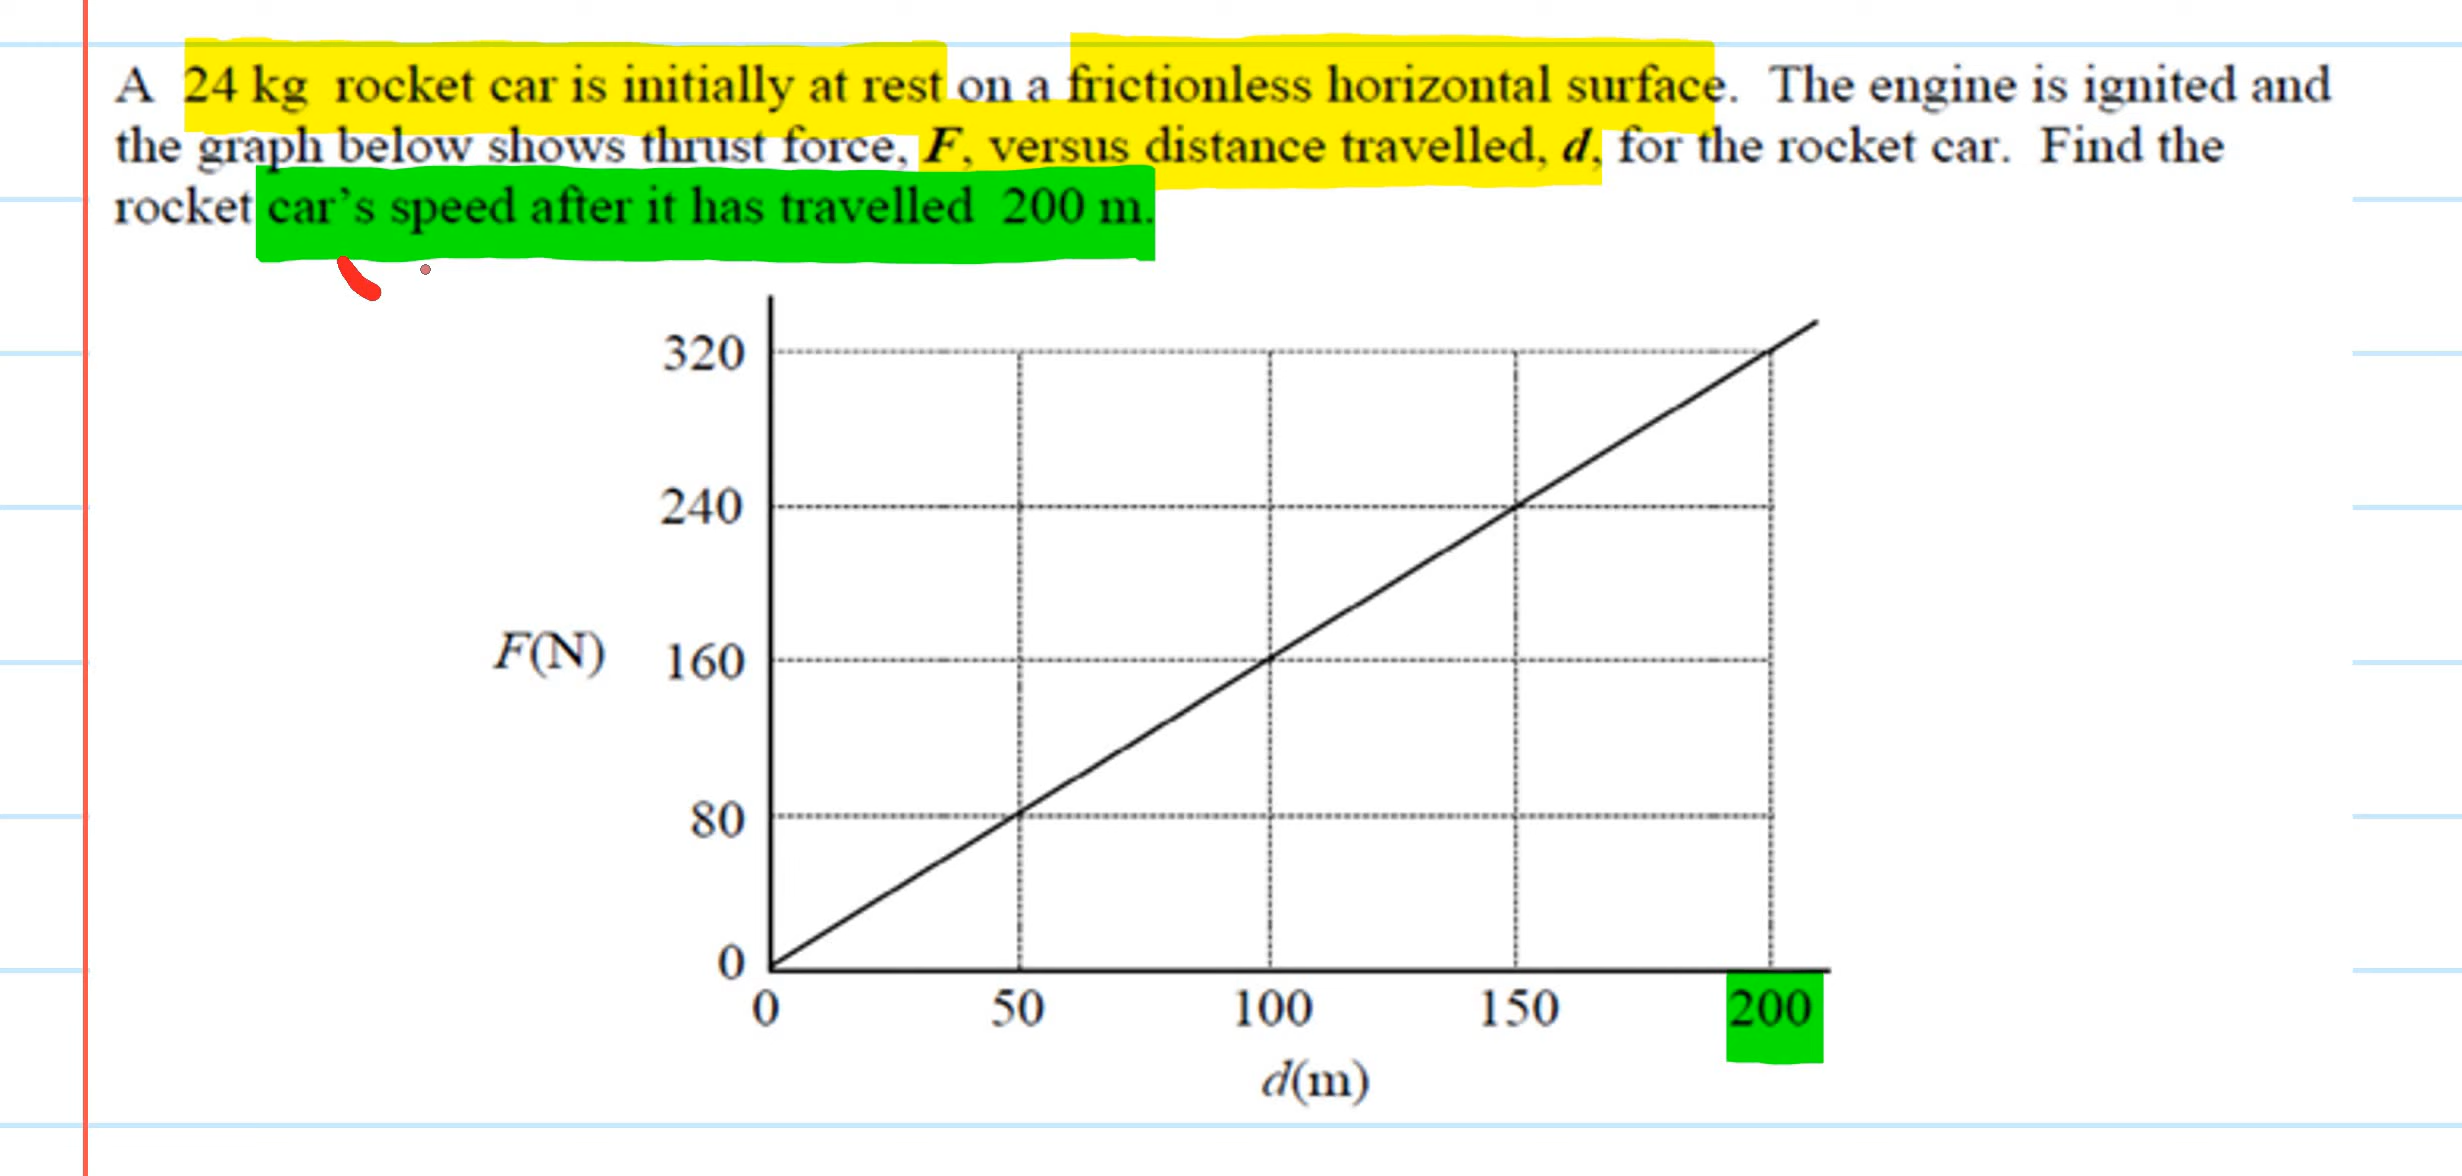 A 24 kg rocket car is initially at rest on a frictionless horizontal surface. The engine is ignited and
the graph below shows thrust force, F, versus distance travelled, d, for the rocket car. Find the
rocket car's speed after it has travelled 200 m.
320
240
F(N) 160
80
0
0 50 100 150 200
d(m)